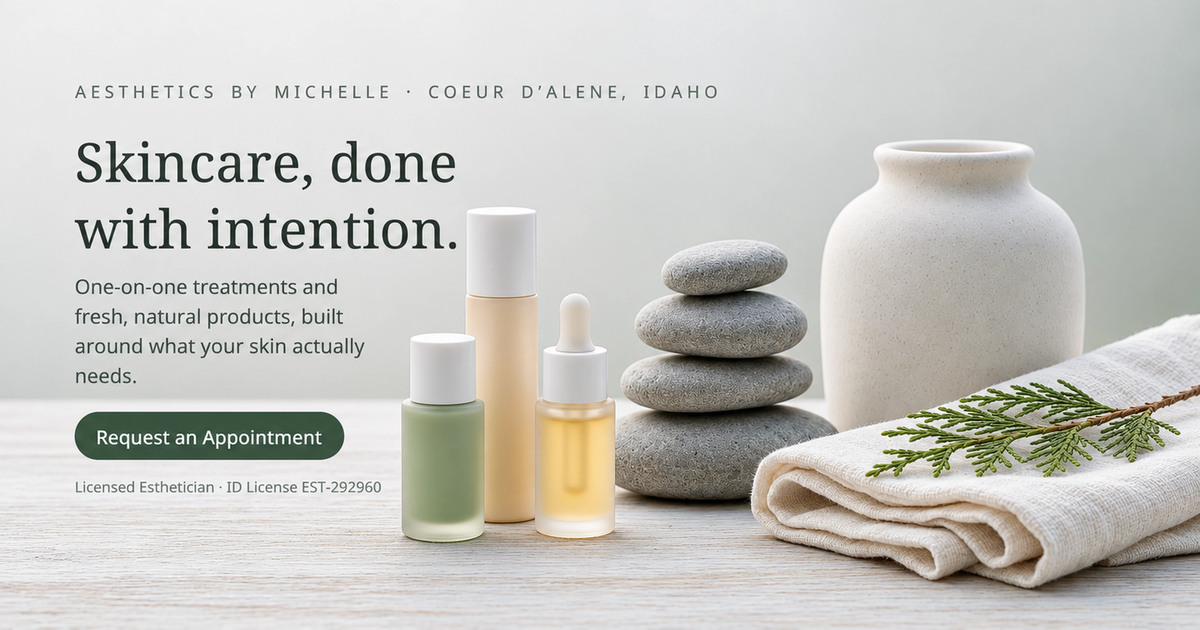 AESTHETICS BY MICHELLE · COEUR D’ALENE, IDAHO
Skincare, done
with intention.
One-on-one treatments and
fresh, natural products, built
around what your skin actually
needs.
Request an Appointment
Licensed Esthetician · ID License EST-292960